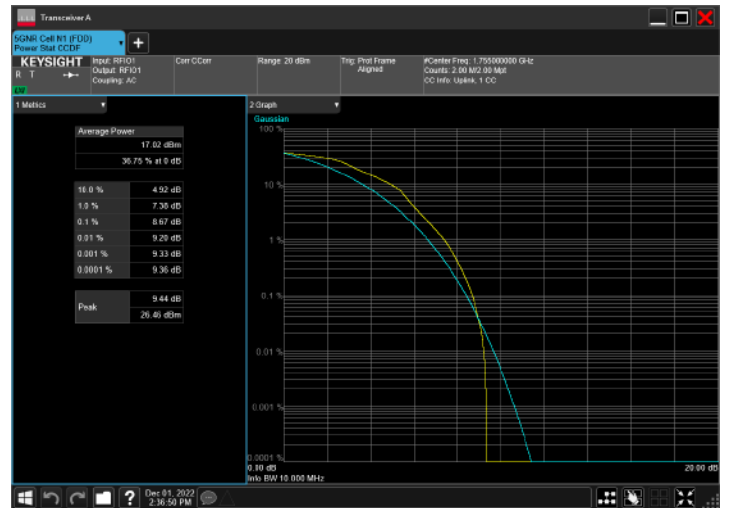 Transceiver A
5GNR Cell N1 (FDD)
Power Stat CCDF
+
KEYSIGHT
R T
Input: RFIO1
Output: RFIO1
Coupling: AC
Corr CCorr
Range: 20 dBm
Trig: Prot Frame
Aligned
#Center Freq: 1.755000000 GHz
Counts: 2.00 M/2.00 Mpt
CC Info: Uplink, 1 CC
1 Metrics
Average Power
17.02 dBm
36.75 % at 0 dB
10.0 % 4.92 dB
1.0 % 7.38 dB
0.1 % 8.67 dB
0.01 % 9.20 dB
0.001 % 9.33 dB
0.0001 % 9.36 dB
Peak
9.44 dB
26.46 dBm
2 Graph
Gaussian
100 %
10 %
1 %
0.1 %
0.01 %
0.001 %
0.0001 %
0.00 dB
20.00 dB
Info BW 10.000 MHz
?
Dec 01, 2022
2:36:50 PM